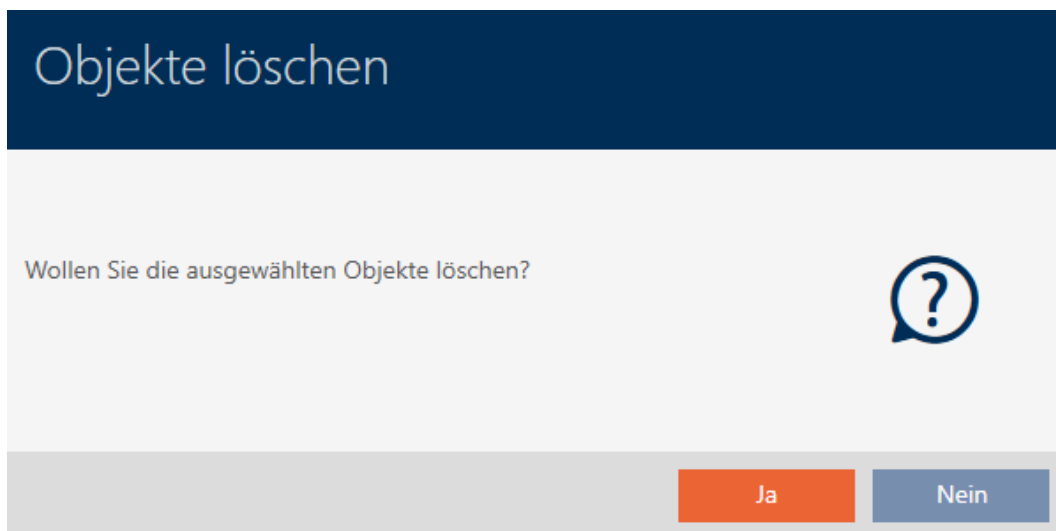 Objekte löschen
Wollen Sie die ausgewählten Objekte löschen?
?
Ja
Nein